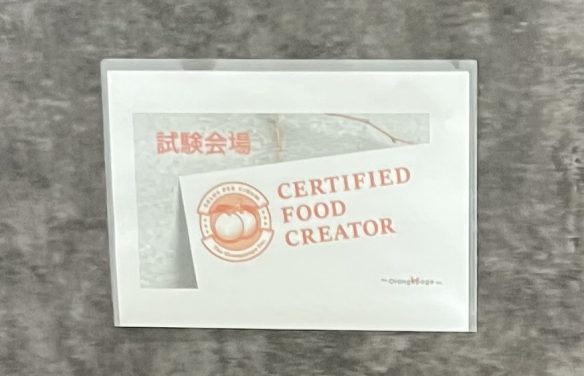 試験会場
CERTIFIED
FOOD
CREATOR